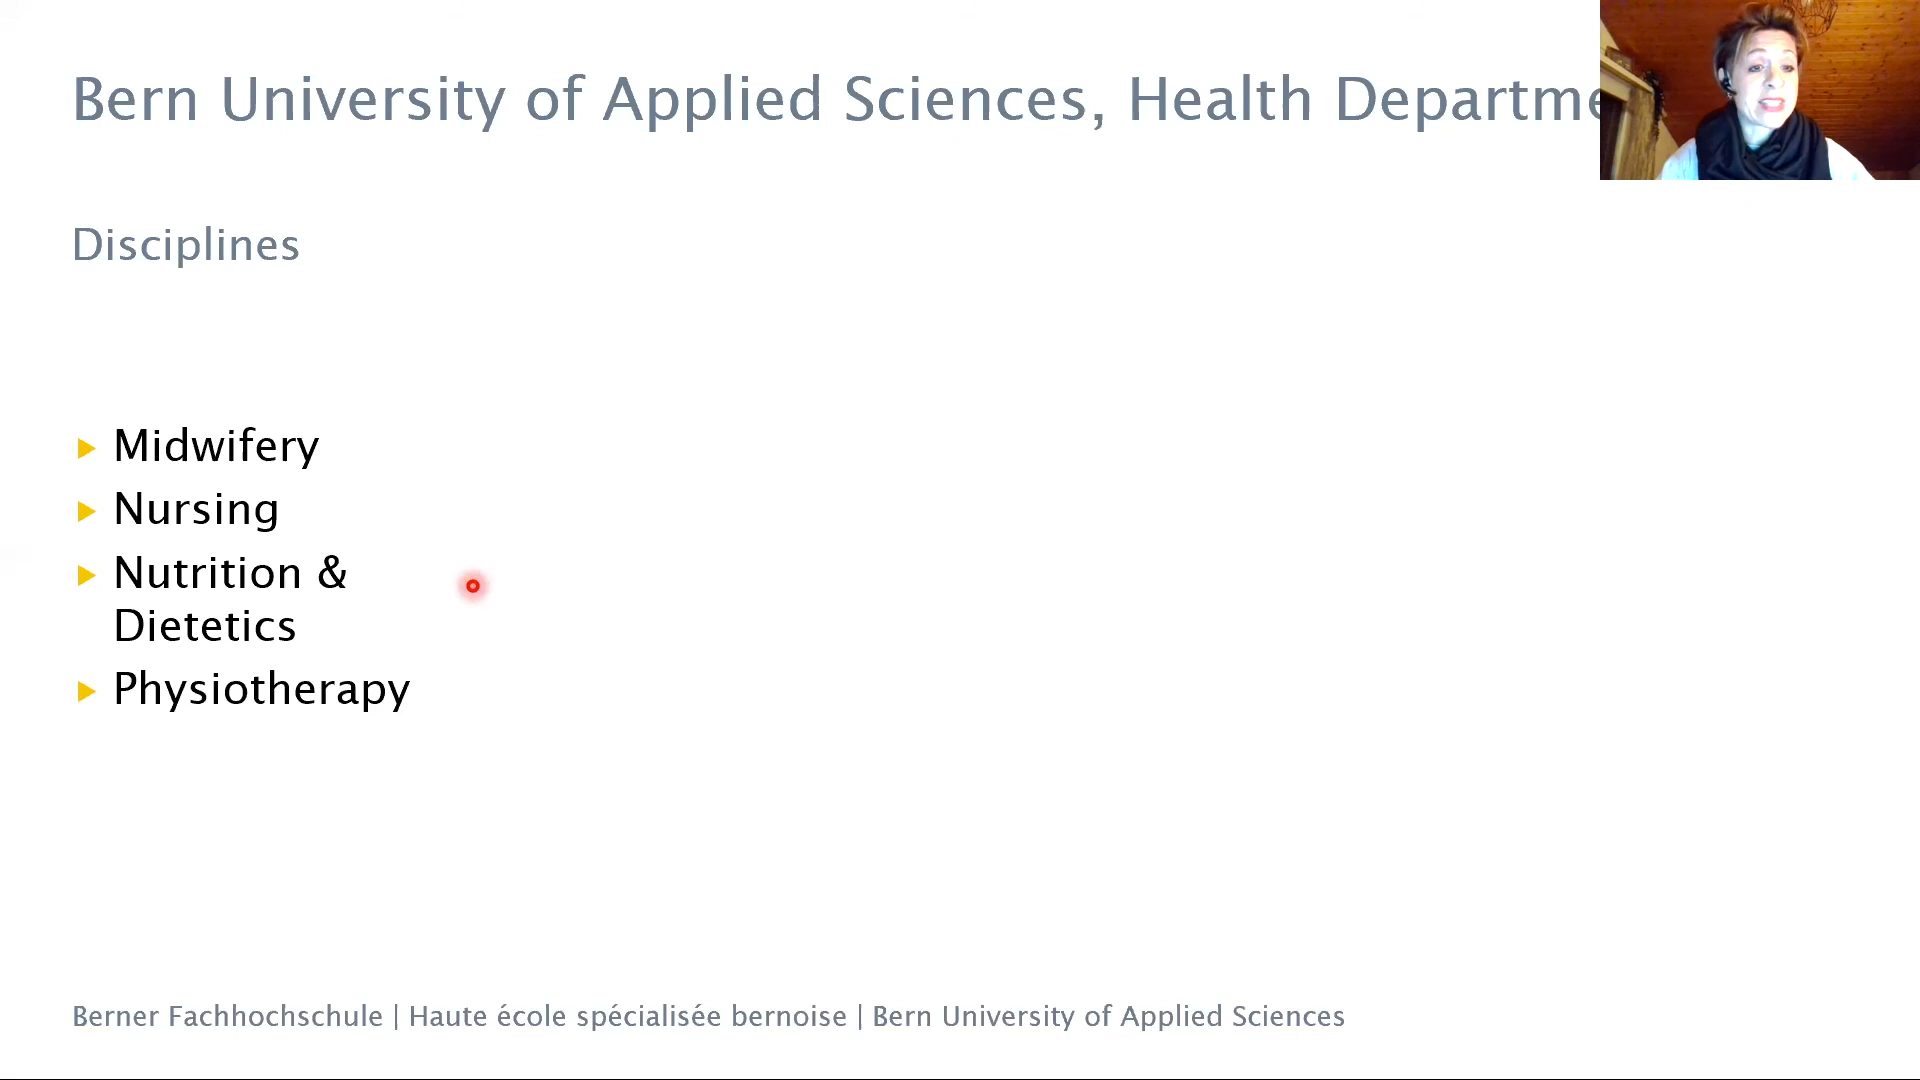 Bern University of Applied Sciences, Health Departme
Disciplines
Midwifery
Nursing
Nutrition &
Dietetics
Physiotherapy
Berner Fachhochschule | Haute école spécialisée bernoise | Bern University of Applied Sciences